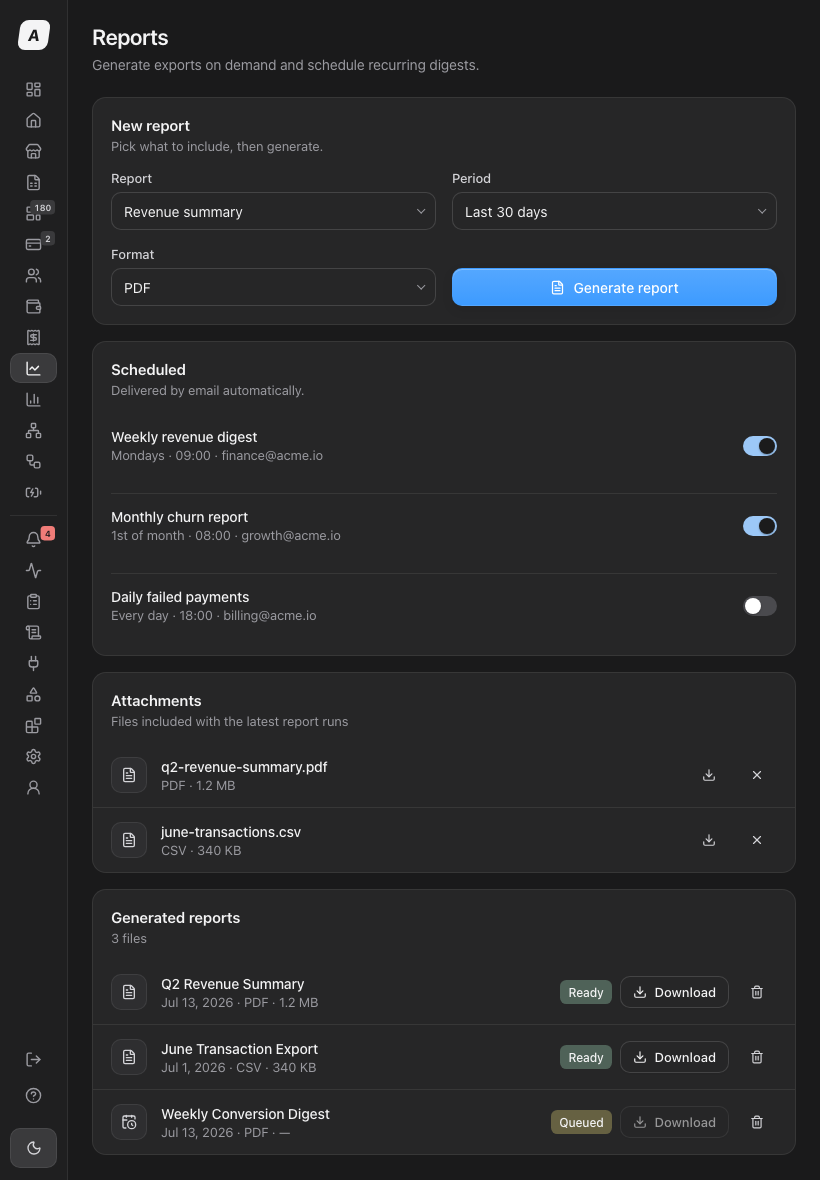 A
Reports
Generate exports on demand and schedule recurring digests.
New report
Pick what to include, then generate.
Report
Period
Revenue summary
Last 30 days
180
2
Format
PDF
Generate report
Scheduled
Delivered by email automatically.
Weekly revenue digest
Mondays · 09:00 · finance@acme.io
Monthly churn report
1st of month · 08:00 · growth@acme.io
4
Daily failed payments
Every day · 18:00 · billing@acme.io
Attachments
Files included with the latest report runs
q2-revenue-summary.pdf
PDF · 1.2 MB
june-transactions.csv
CSV · 340 KB
Generated reports
3 files
Q2 Revenue Summary
Jul 13, 2026 · PDF · 1.2 MB
Ready
Download
June Transaction Export
Jul 1, 2026 · CSV · 340 KB
Ready
Download
Weekly Conversion Digest
Jul 13, 2026 · PDF · —
Queued
Download